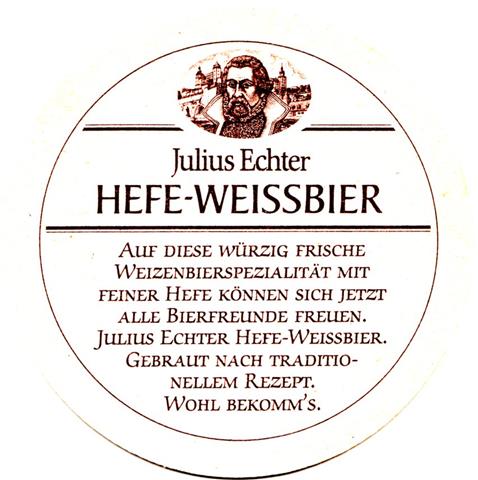 Julius Echter
HEFE-WEISSBIER
AUF DIESE WÜRZIG FRISCHE
WEIZENBIERSPEZIALITÄT MIT
FEINER HEFE KÖNNEN SICH JETZT
ALLE BIERFREUNDE FREUEN.
JULIUS ECHTER HEFE-WEISSBIER.
GEBRAUT NACH TRADITIO-
NELLEM REZEPT.
WOHL BEKOMM'S.